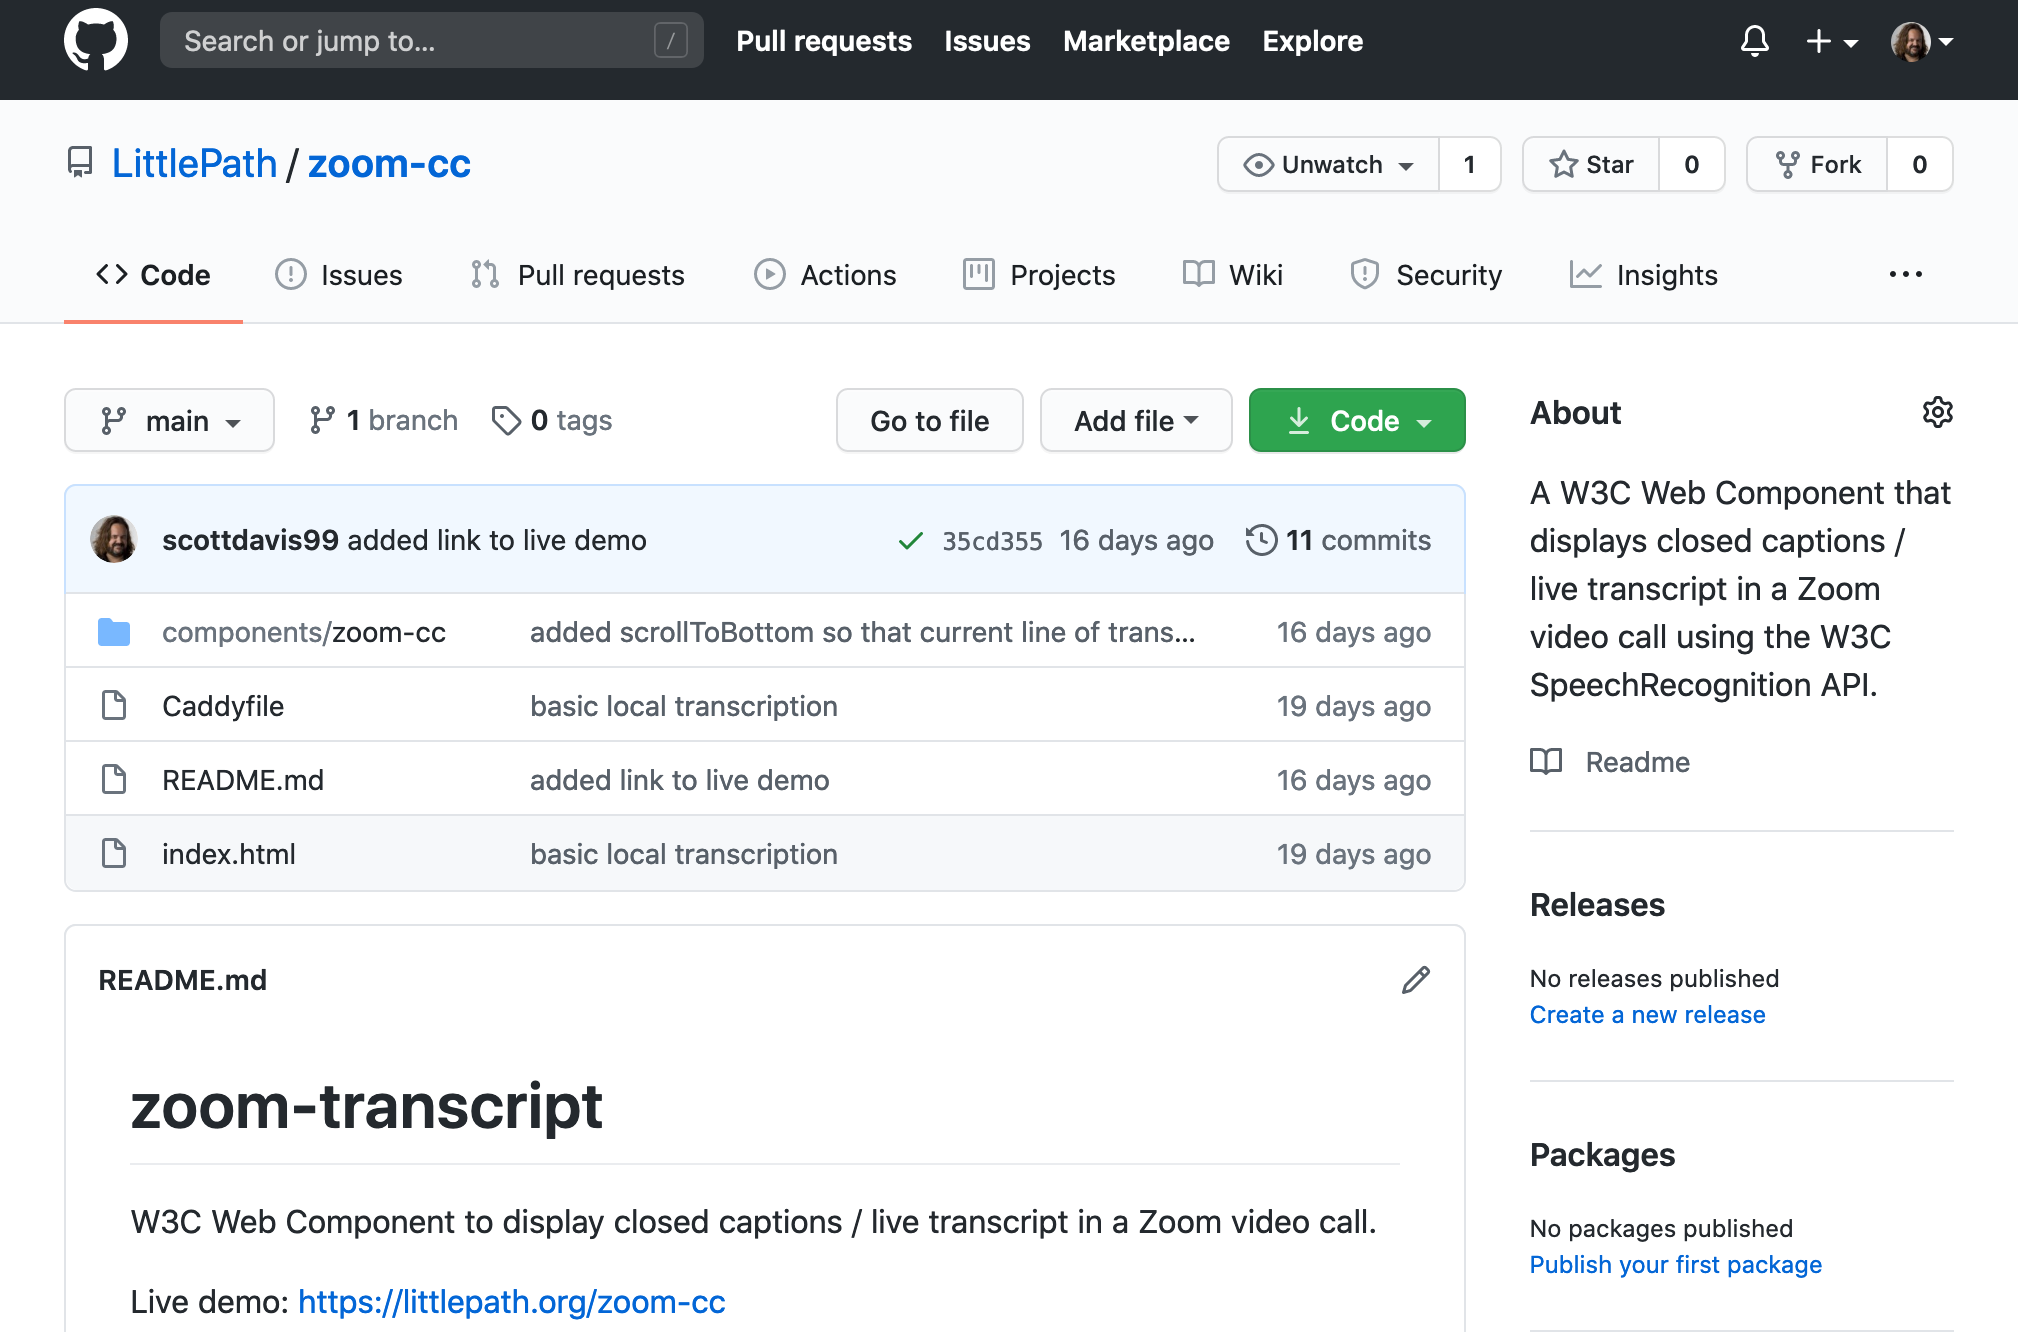 Search or jump to... /
Pull requests Issues Marketplace Explore
LittlePath / zoom-cc
Unwatch 1 Star 0 Fork 0
Code Issues Pull requests Actions Projects Wiki Security Insights ...
main 1 branch 0 tags Go to file Add file Code
scottdavis99 added link to live demo 35cd355 16 days ago 11 commits
components/zoom-cc added scrollToBottom so that current line of trans... 16 days ago
Caddyfile basic local transcription 19 days ago
README.md added link to live demo 16 days ago
index.html basic local transcription 19 days ago
README.md
zoom-transcript
W3C Web Component to display closed captions / live transcript in a Zoom video call.
Live demo: https://littlepath.org/zoom-cc
About
A W3C Web Component that
displays closed captions /
live transcript in a Zoom
video call using the W3C
SpeechRecognition API.
Readme
Releases
No releases published
Create a new release
Packages
No packages published
Publish your first package